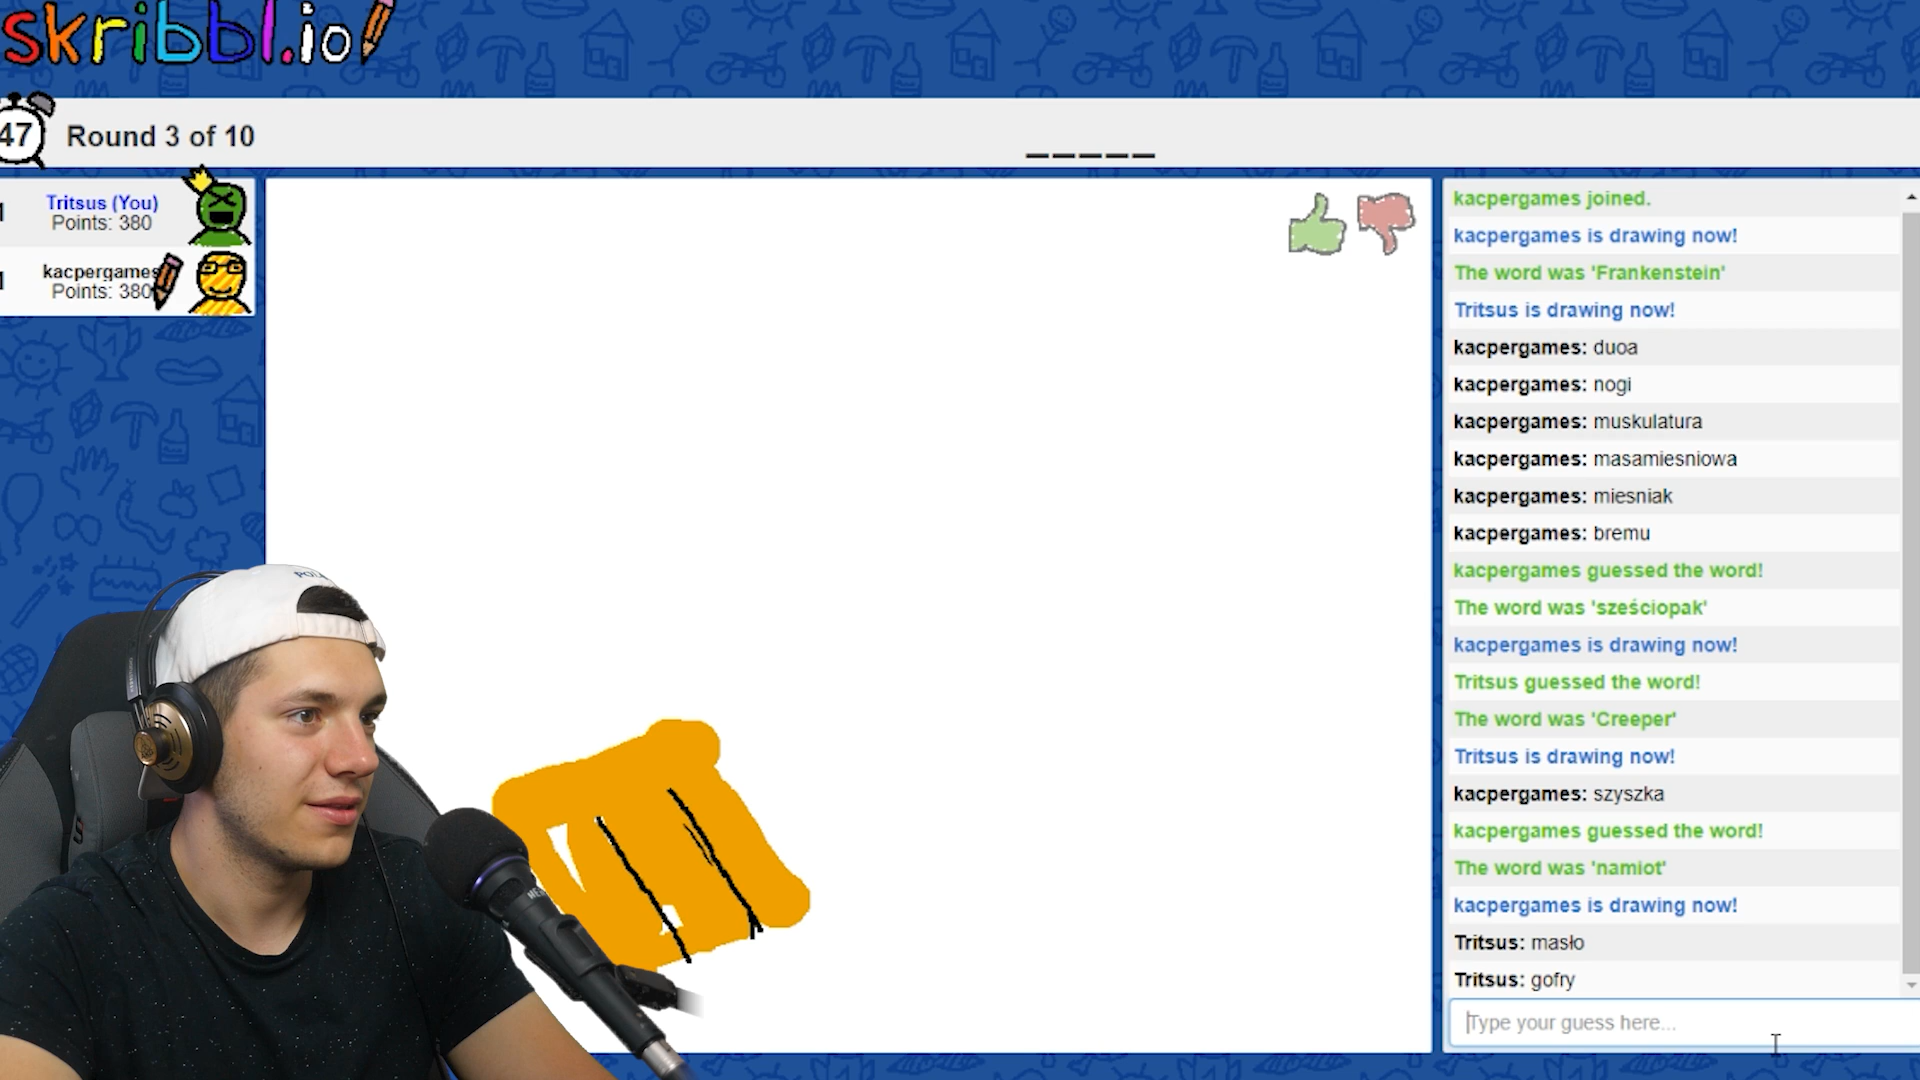 skribbl.io
47
Round 3 of 10
_____
Tritsus (You)
Points: 380
kacpergames
Points: 380
kacpergames joined.
kacpergames is drawing now!
The word was 'Frankenstein'
Tritsus is drawing now!
kacpergames: duoa
kacpergames: nogi
kacpergames: muskulatura
kacpergames: masamiesniowa
kacpergames: miesniak
kacpergames: bremu
kacpergames guessed the word!
The word was 'sześciopak'
kacpergames is drawing now!
Tritsus guessed the word!
The word was 'Creeper'
Tritsus is drawing now!
kacpergames: szyszka
kacpergames guessed the word!
The word was 'namiot'
kacpergames is drawing now!
Tritsus: masło
Tritsus: gofry
Type your guess here...